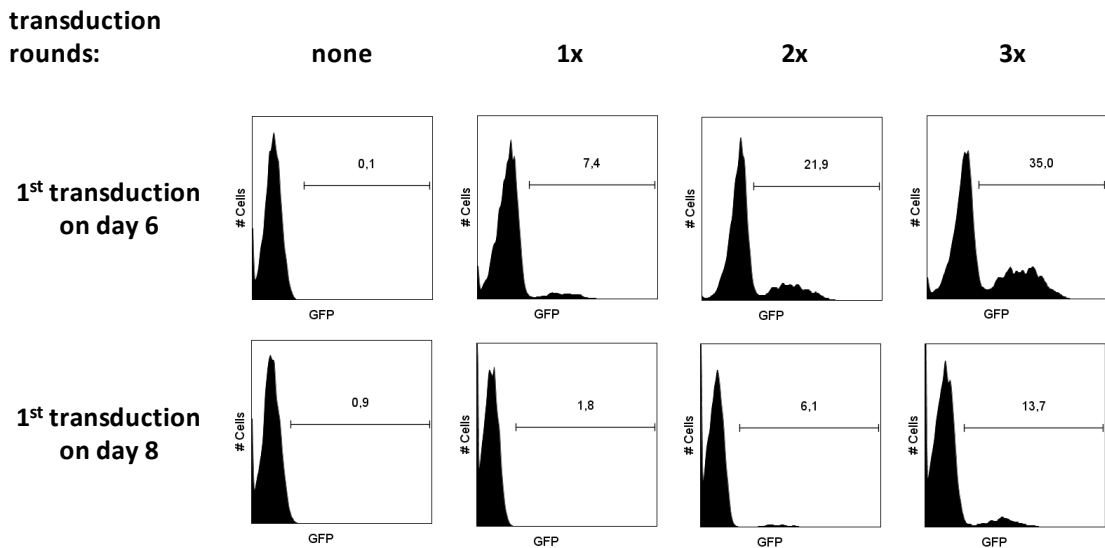 transduction
rounds:
none 1x 2x 3x
1st transduction
on day 6
# Cells
0,1
GFP
# Cells
7,4
GFP
# Cells
21,9
GFP
# Cells
35,0
GFP
1st transduction
on day 8
# Cells
0,9
GFP
# Cells
1,8
GFP
# Cells
6,1
GFP
# Cells
13,7
GFP